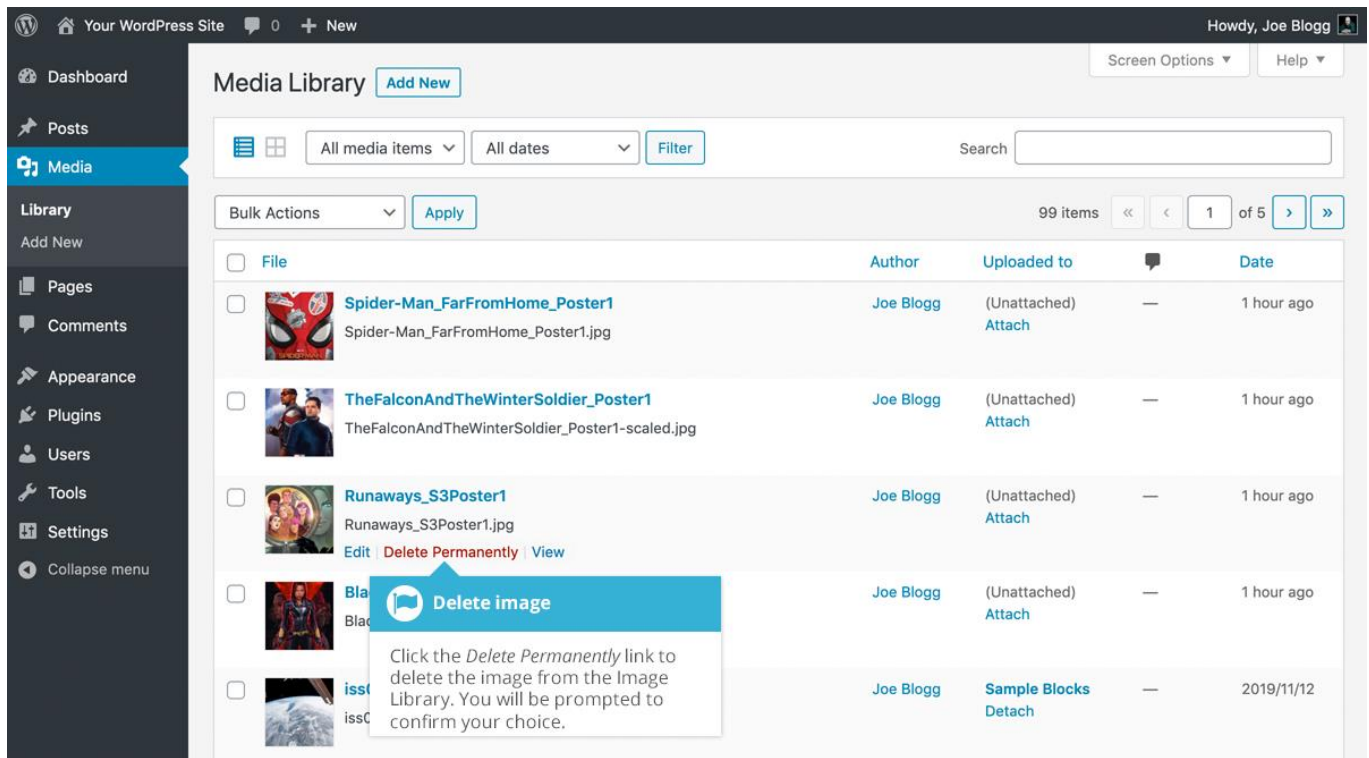 Your WordPress Site 0 + New Howdy, Joe Blogg
Screen Options Help
Dashboard
Posts
Media
Library
Add New
Pages
Comments
Appearance
Plugins
Users
Tools
Settings
Collapse menu
Media Library Add New
All media items All dates Filter Search
Bulk Actions Apply 99 items « ‹ 1 of 5 › »
File Author Uploaded to Date
Spider-Man_FarFromHome_Poster1 Joe Blogg (Unattached) — 1 hour ago
Spider-Man_FarFromHome_Poster1.jpg Attach
TheFalconAndTheWinterSoldier_Poster1 Joe Blogg (Unattached) — 1 hour ago
TheFalconAndTheWinterSoldier_Poster1-scaled.jpg Attach
Runaways_S3Poster1 Joe Blogg (Unattached) — 1 hour ago
Runaways_S3Poster1.jpg Attach
Edit | Delete Permanently | View
Joe Blogg (Unattached) — 1 hour ago
Attach
Delete image
Click the Delete Permanently link to
delete the image from the Image
Library. You will be prompted to
confirm your choice.
Joe Blogg Sample Blocks — 2019/11/12
Detach